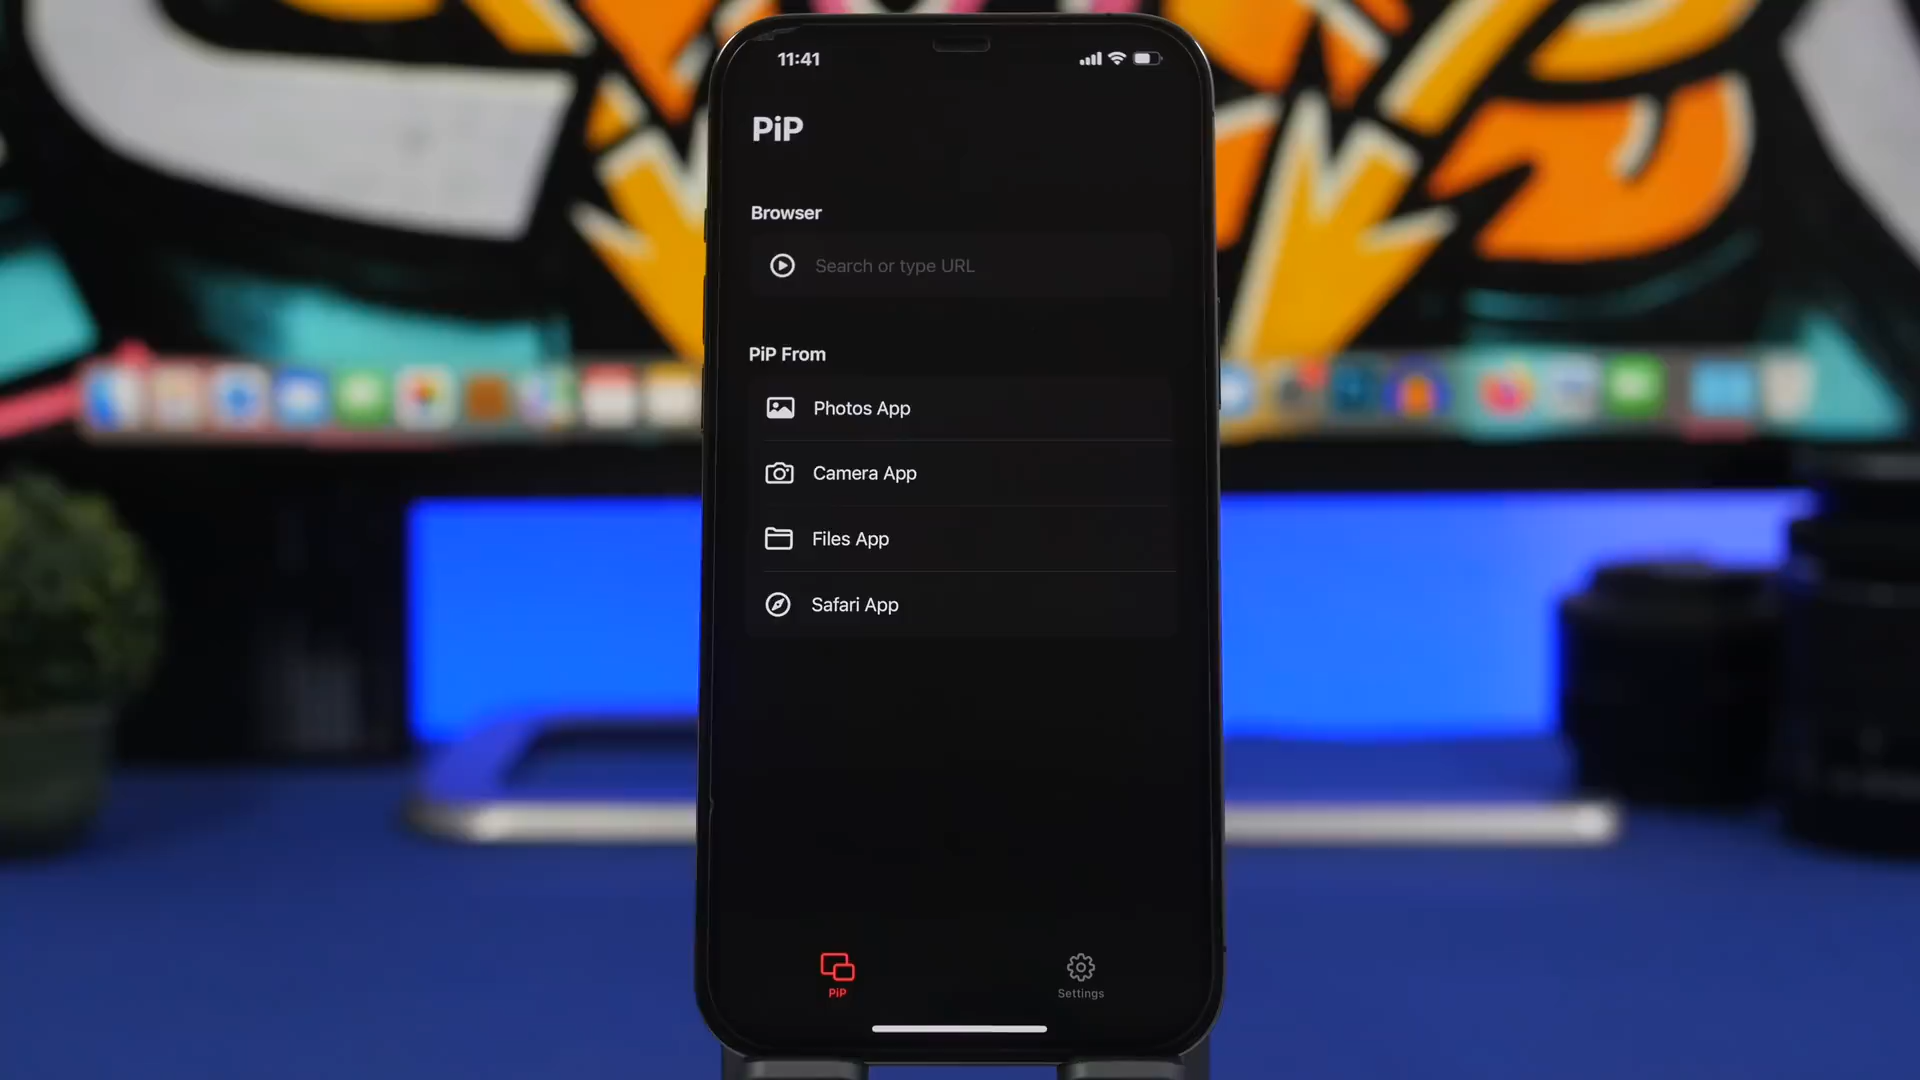 11:41
PiP
Browser
Search or type URL
PiP From
Photos App
Camera App
Files App
Safari App
PiP
Settings